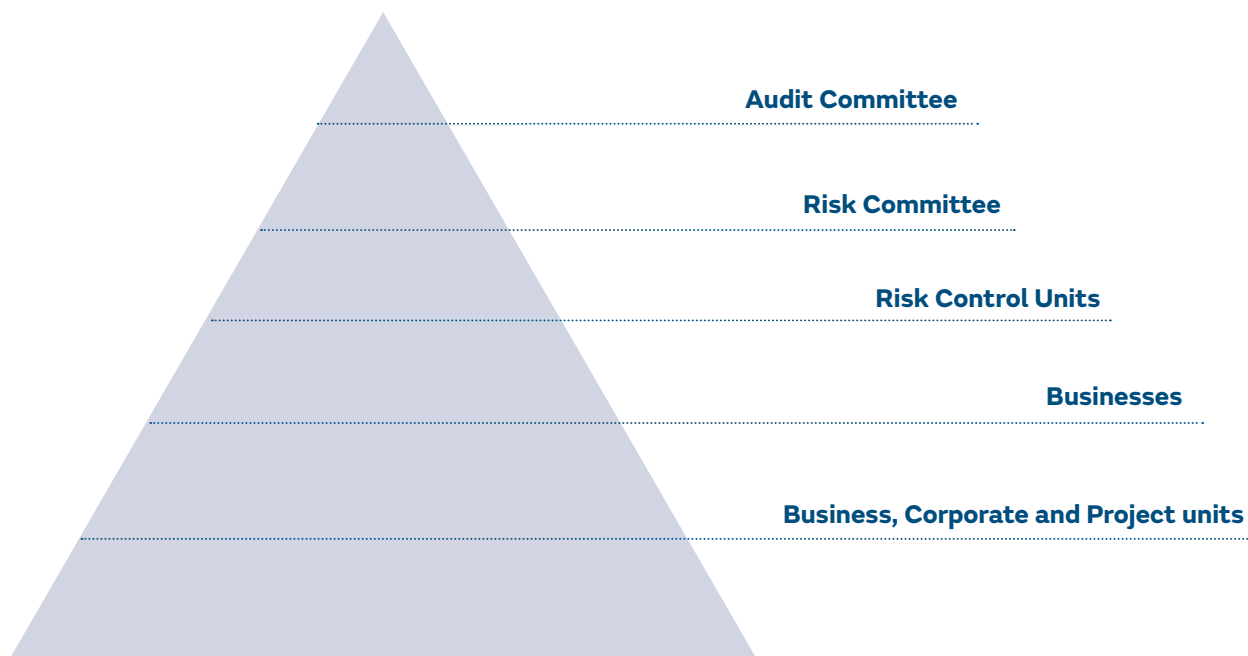 Audit Committee
Risk Committee
Risk Control Units
Businesses
Business, Corporate and Project units